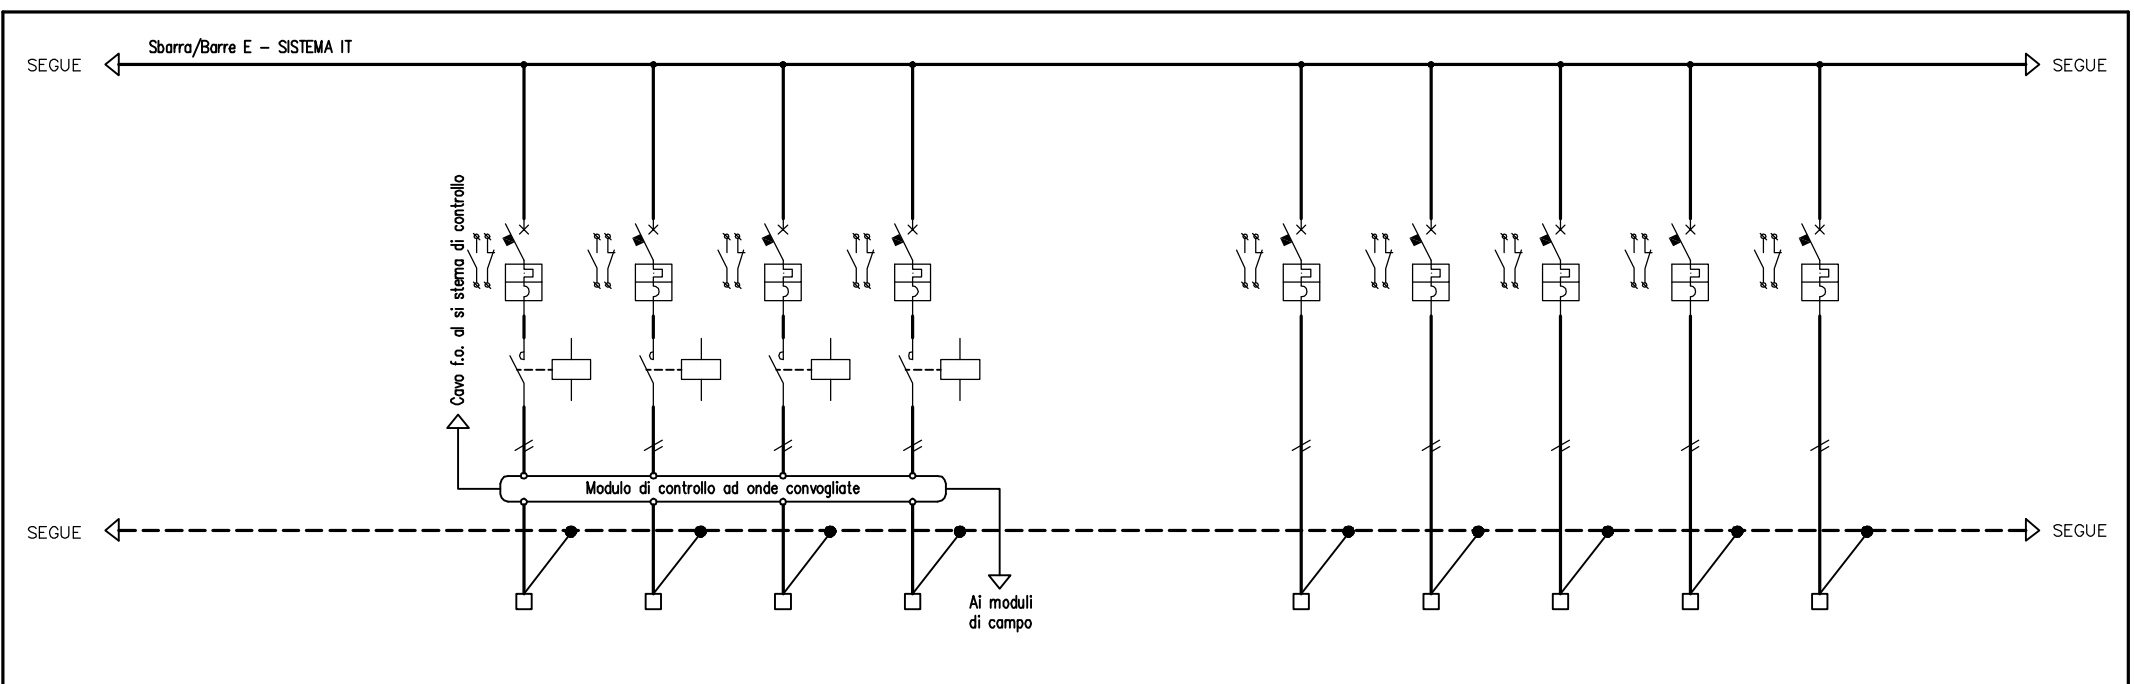 Sbarra/Barre E - SISTEMA IT
SEGUE
SEGUE
Cavo f.o. al si stema di controllo
Modulo di controllo ad onde convogliate
SEGUE
SEGUE
Ai moduli
di campo